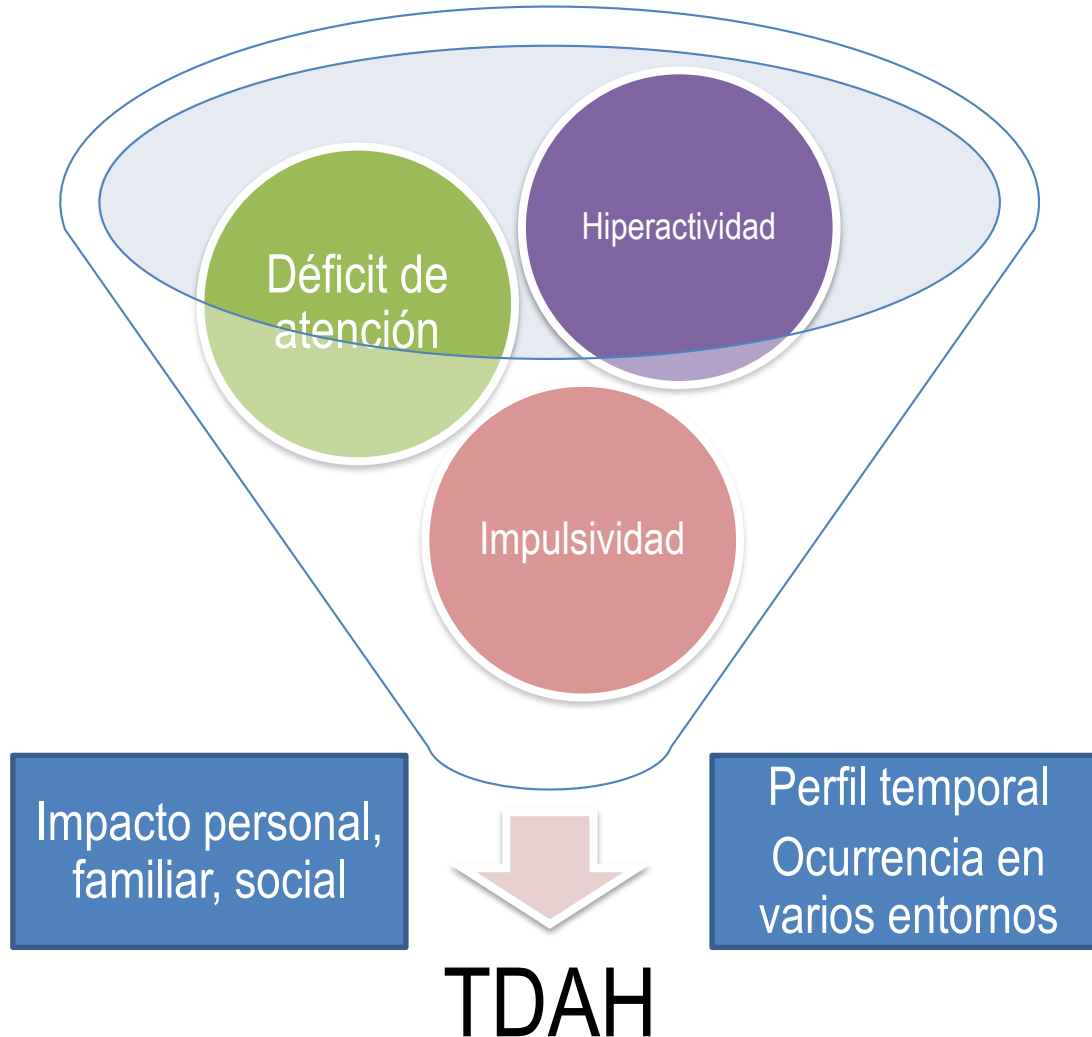 Hiperactividad
Déficit de
atención
Impulsividad
Impacto personal,
familiar, social
Perfil temporal
Ocurrencia en
varios entornos
TDAH